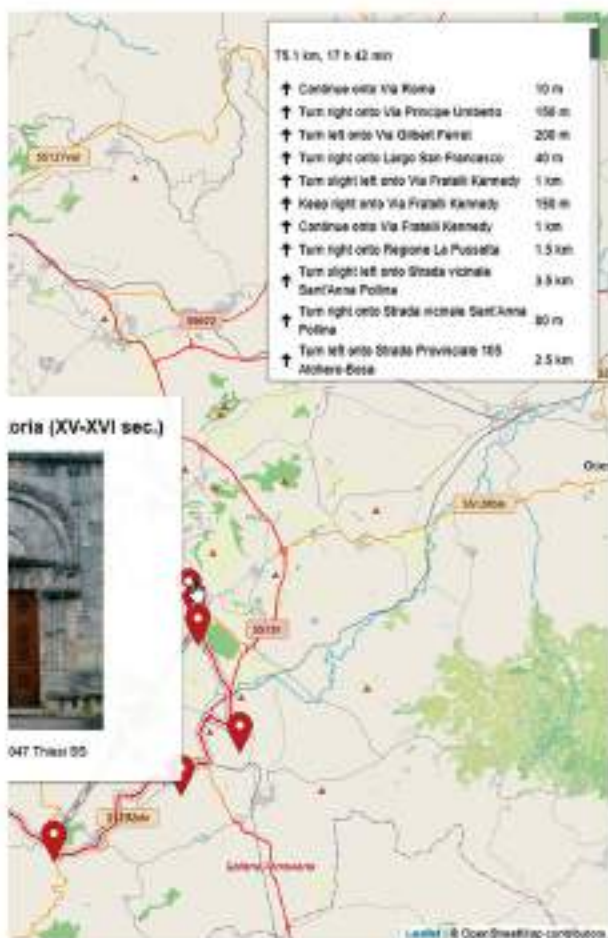 75.1 km, 17 h 42 min
Continue onto Via Roma 10 m
Turn right onto Via Principe Umberto 150 m
Turn left onto Via Gilbert Ferret 200 m
Turn right onto Largo San Francesco 40 m
Turn slight left onto Via Fratelli Kennedy 1 km
Keep right onto Via Fratelli Kennedy 150 m
Continue onto Via Fratelli Kennedy 1 km
Turn right onto Regione La Pussetta 1.5 km
Turn slight left onto Strada vicinale
Sant'Anna Pollina 3.5 km
Turn right onto Strada vicinale Sant'Anna
Pollina 80 m
Turn left onto Strada Provinciale 105
Alghero-Bosa 2.5 km
SS127bis
oria (XV-XVI sec.)
SS131
047 Thiesi SS
Leaflet | © OpenStreetMap contributors